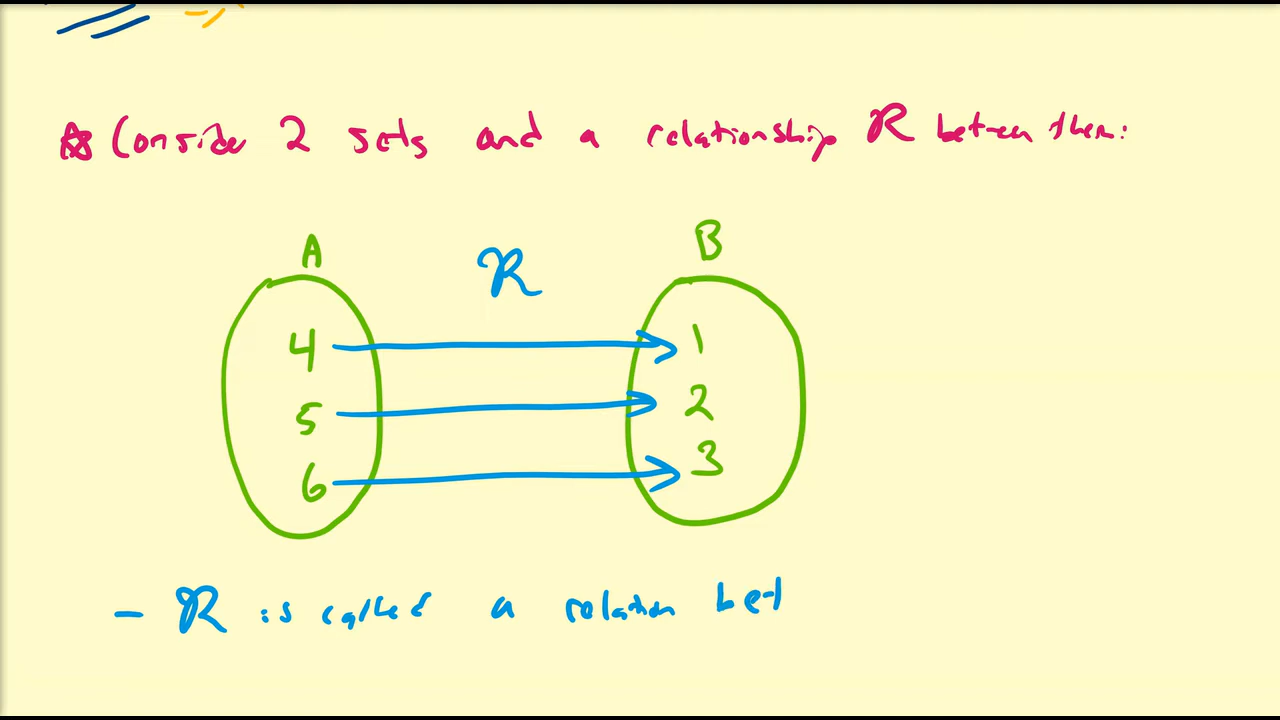 ☆ Conside 2 sets and a relationship R between them:
A
R
B
4
1
5
2
6
3
- R is called a relation bet